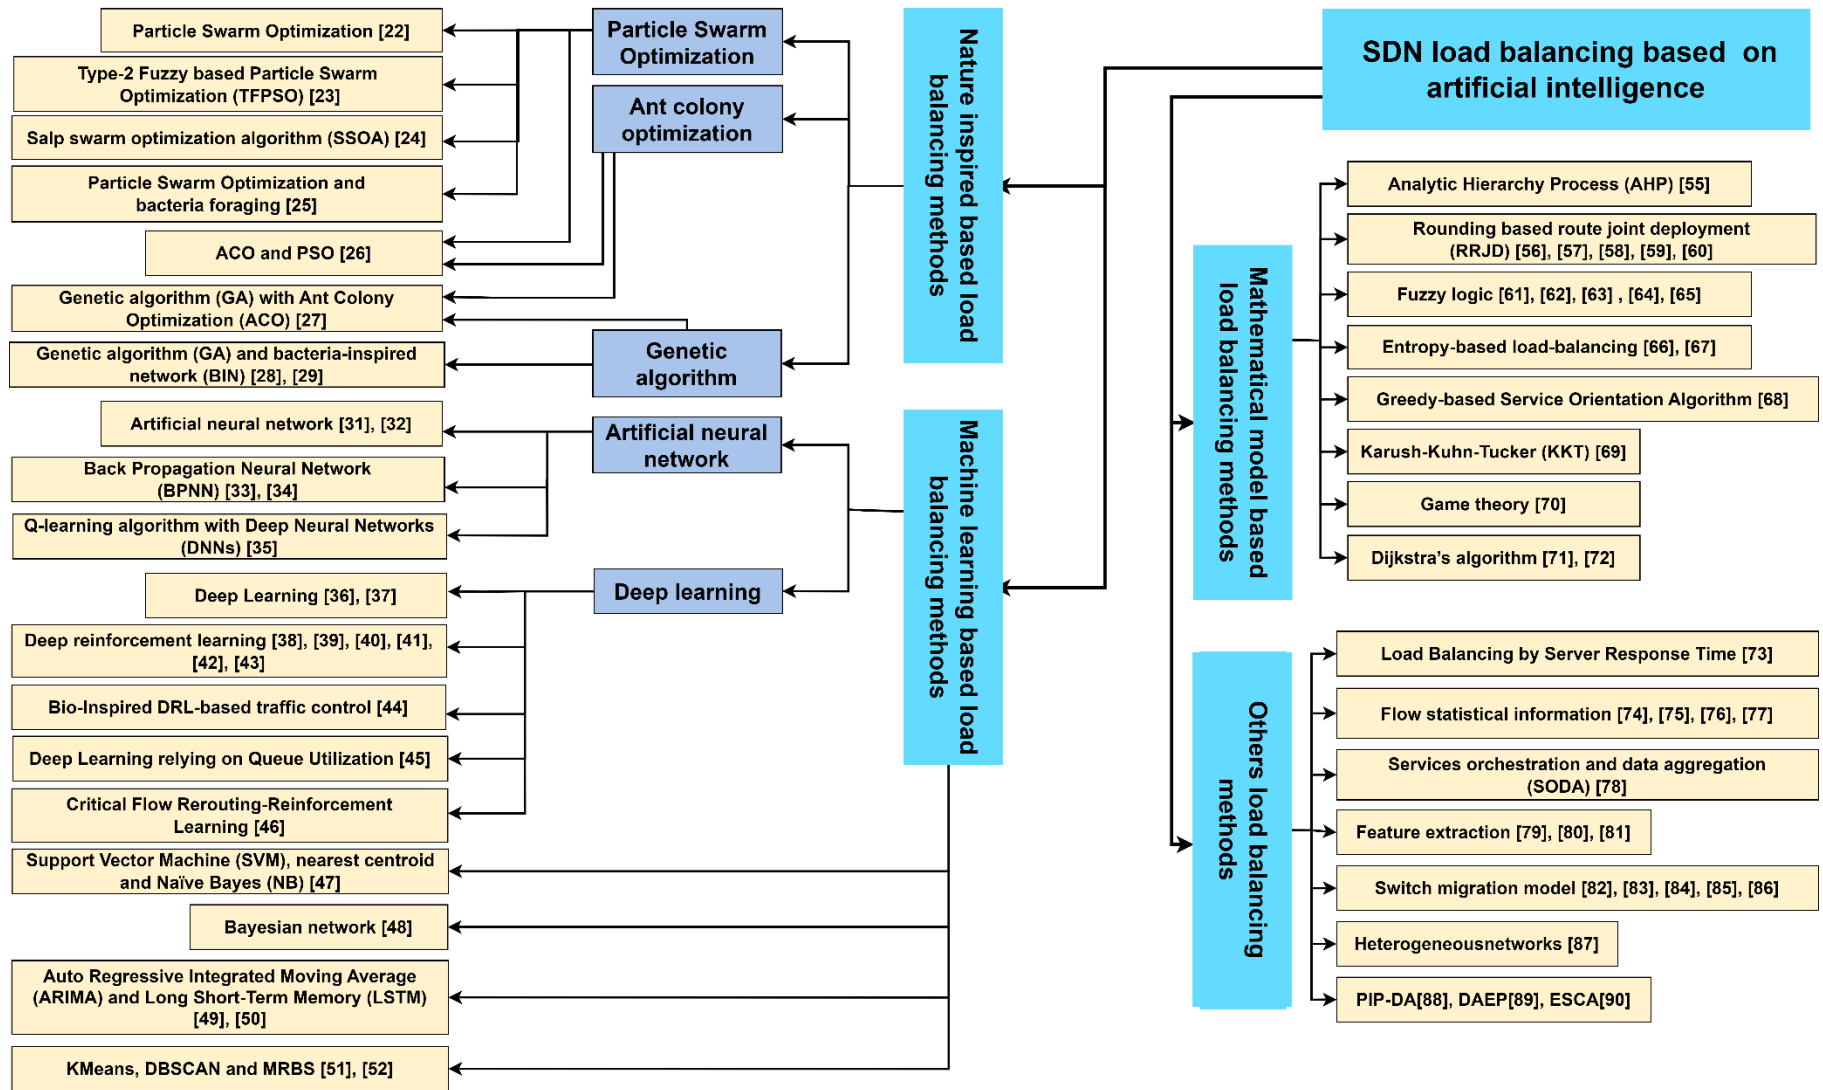 SDN load balancing based on
artificial intelligence
Nature inspired based load
balancing methods
Particle Swarm
Optimization
Particle Swarm Optimization [22]
Type-2 Fuzzy based Particle Swarm
Optimization (TFPSO) [23]
Salp swarm optimization algorithm (SSOA) [24]
Particle Swarm Optimization and
bacteria foraging [25]
Ant colony
optimization
ACO and PSO [26]
Genetic algorithm (GA) with Ant Colony
Optimization (ACO) [27]
Genetic
algorithm
Genetic algorithm (GA) and bacteria-inspired
network (BIN) [28], [29]
Machine learning based load
balancing methods
Artificial neural
network
Artificial neural network [31], [32]
Back Propagation Neural Network
(BPNN) [33], [34]
Q-learning algorithm with Deep Neural Networks
(DNNs) [35]
Deep learning
Deep Learning [36], [37]
Deep reinforcement learning [38], [39], [40], [41],
[42], [43]
Bio-Inspired DRL-based traffic control [44]
Deep Learning relying on Queue Utilization [45]
Critical Flow Rerouting-Reinforcement
Learning [46]
Support Vector Machine (SVM), nearest centroid
and Naïve Bayes (NB) [47]
Bayesian network [48]
Auto Regressive Integrated Moving Average
(ARIMA) and Long Short-Term Memory (LSTM)
[49], [50]
KMeans, DBSCAN and MRBS [51], [52]
Mathematical model based
load balancing methods
Analytic Hierarchy Process (AHP) [55]
Rounding based route joint deployment
(RRJD) [56], [57], [58], [59], [60]
Fuzzy logic [61], [62], [63] , [64], [65]
Entropy-based load-balancing [66], [67]
Greedy-based Service Orientation Algorithm [68]
Karush-Kuhn-Tucker (KKT) [69]
Game theory [70]
Dijkstra's algorithm [71], [72]
Others load balancing
methods
Load Balancing by Server Response Time [73]
Flow statistical information [74], [75], [76], [77]
Services orchestration and data aggregation
(SODA) [78]
Feature extraction [79], [80], [81]
Switch migration model [82], [83], [84], [85], [86]
Heterogeneousnetworks [87]
PIP-DA[88], DAEP[89], ESCA[90]